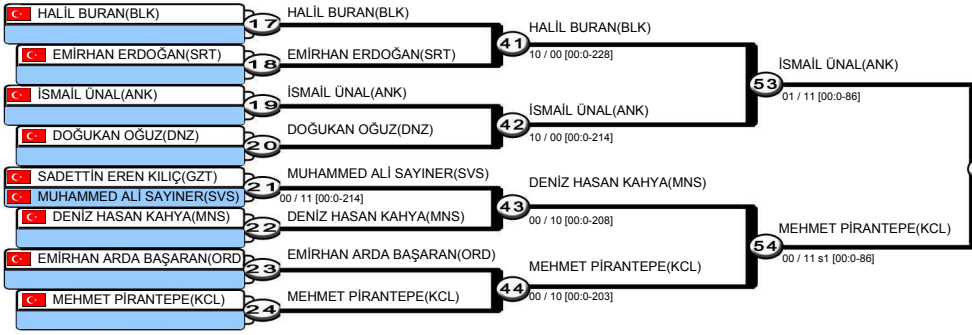 HALİL BURAN(BLK)
17
HALİL BURAN(BLK)
41
HALİL BURAN(BLK)
10 / 00 [00:0-228]
EMİRHAN ERDOĞAN(SRT)
18
EMİRHAN ERDOĞAN(SRT)
53
İSMAİL ÜNAL(ANK)
01 / 11 [00:0-86]
İSMAİL ÜNAL(ANK)
19
İSMAİL ÜNAL(ANK)
42
İSMAİL ÜNAL(ANK)
10 / 00 [00:0-214]
DOĞUKAN OĞUZ(DNZ)
20
DOĞUKAN OĞUZ(DNZ)
SADETTİN EREN KILIÇ(GZT)
MUHAMMED ALİ SAYINER(SVS)
21
MUHAMMED ALİ SAYINER(SVS)
00 / 11 [00:0-214]
43
DENİZ HASAN KAHYA(MNS)
00 / 10 [00:0-208]
DENİZ HASAN KAHYA(MNS)
22
DENİZ HASAN KAHYA(MNS)
54
MEHMET PİRANTEPE(KCL)
00 / 11 s1 [00:0-86]
EMİRHAN ARDA BAŞARAN(ORD
23
EMİRHAN ARDA BAŞARAN(ORD)
44
MEHMET PİRANTEPE(KCL)
00 / 10 [00:0-203]
MEHMET PİRANTEPE(KCL)
24
MEHMET PİRANTEPE(KCL)